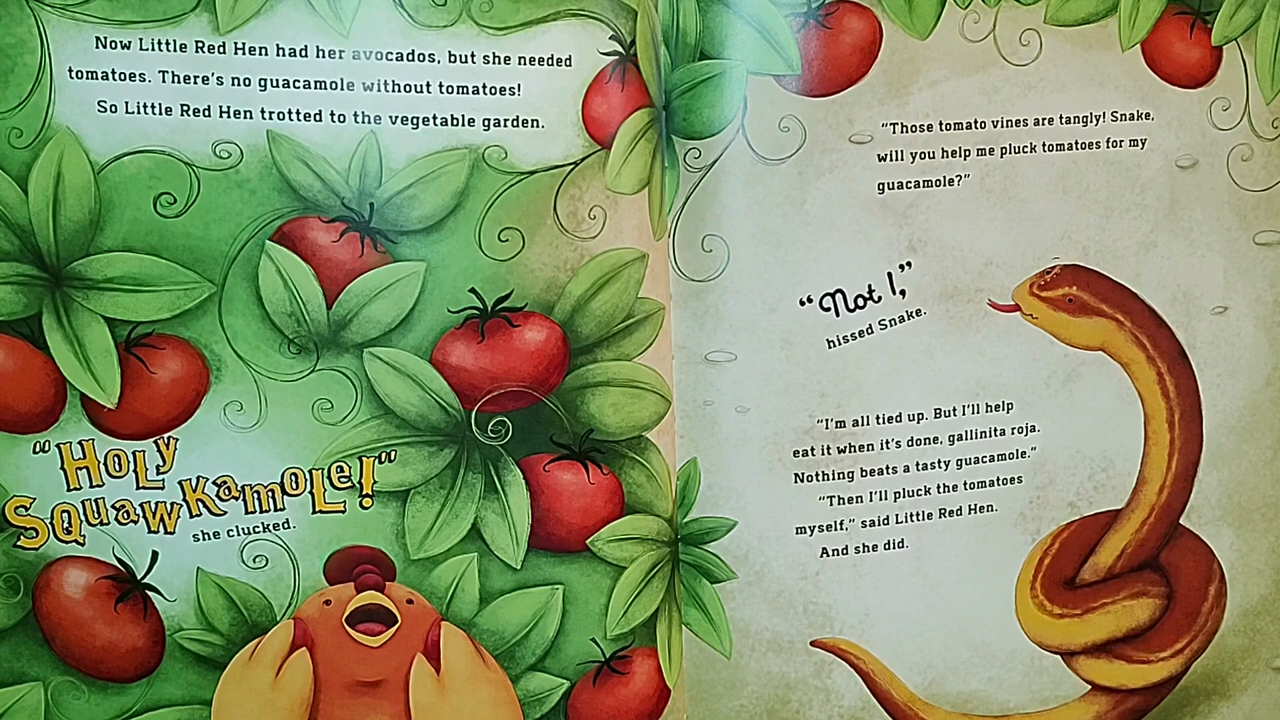 Now Little Red Hen had her avocados, but she needed
tomatoes. There's no guacamole without tomatoes!
So Little Red Hen trotted to the vegetable garden.
"Holy
Squawkamole!"
she clucked.
"Those tomato vines are tangly! Snake,
will you help me pluck tomatoes for my
guacamole?"
"Not I,"
hissed Snake.
"I'm all tied up. But I'll help
eat it when it's done, gallinita roja.
Nothing beats a tasty guacamole."
"Then I'll pluck the tomatoes
myself," said Little Red Hen.
And she did.